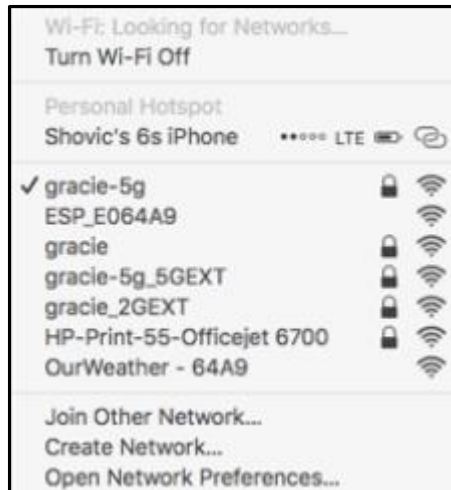 Wi-Fi: Looking for Networks...
Turn Wi-Fi Off
Personal Hotspot
Shovic's 6s iPhone LTE
gracie-5g
ESP_E064A9
gracie
gracie-5g_5GEXT
gracie_2GEXT
HP-Print-55-Officejet 6700
OurWeather - 64A9
Join Other Network...
Create Network...
Open Network Preferences...